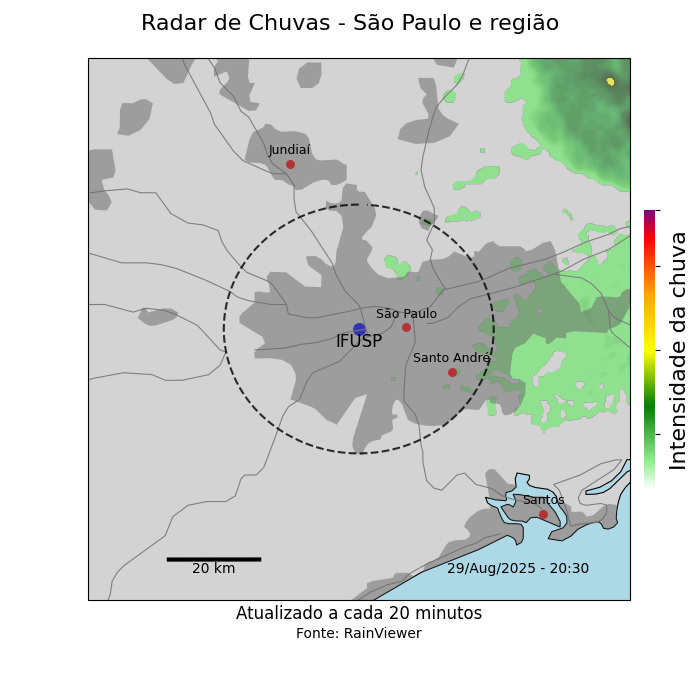 Radar de Chuvas - São Paulo e região
Jundiaí
São Paulo
IFUSP
Santo André
Intensidade da chuva
Santos
20 km
29/Aug/2025 - 20:30
Atualizado a cada 20 minutos
Fonte: RainViewer